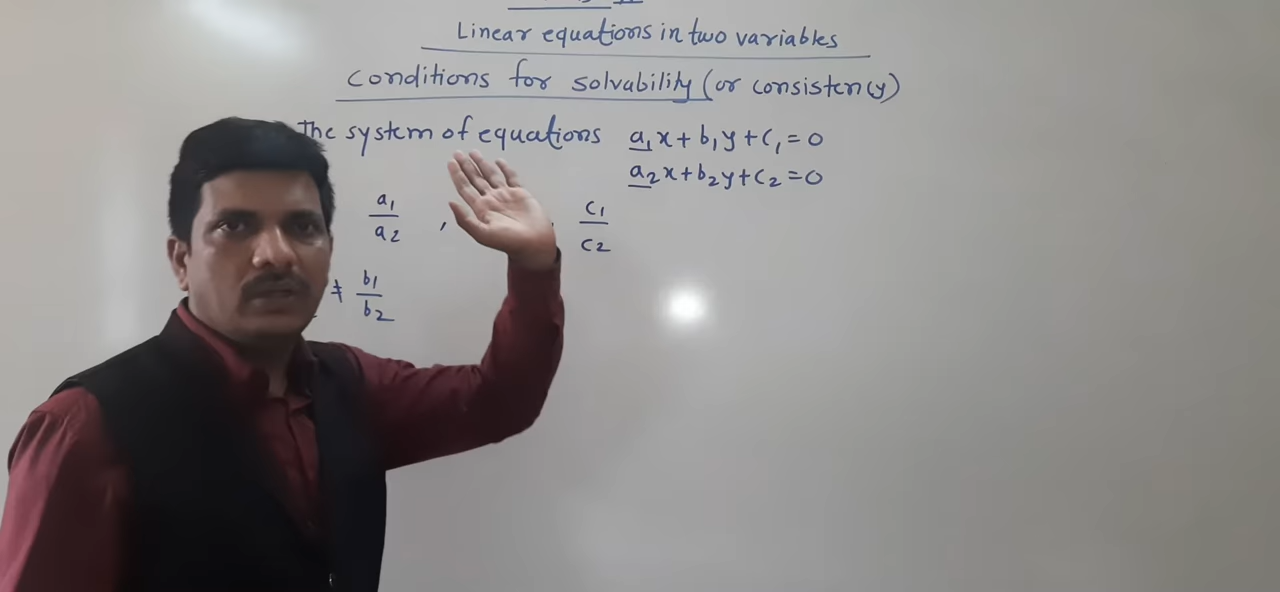 Linear equations in two variables
Conditions for solvability (or consistency)
The system of equations a₁x + b₁y + c₁ = 0
a₂x + b₂y + c₂ = 0
a₁/a₂ , c₁/c₂
≠ b₁/b₂